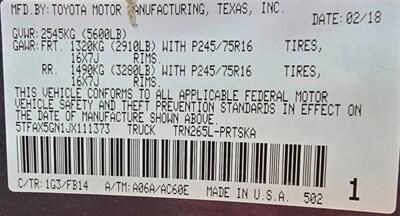 MFD.BY: TOYOTA MOTOR MANUFACTURING, TEXAS, INC.
DATE: 02/18
GVWR: 2545KG (5600LB)
GAWR:FRT. 1320KG (2910LB) WITH P245/75R16 TIRES,
16X7J RIMS.
RR. 1490KG (3280LB) WITH P245/75R16 TIRES,
16X7J RIMS.
THIS VEHICLE CONFORMS TO ALL APPLICABLE FEDERAL MOTOR
VEHICLE SAFETY AND THEFT PREVENTION STANDARDS IN EFFECT ON
THE DATE OF MANUFACTURE SHOWN ABOVE.
5TFAX5GN1JX111373 TRUCK TRN265L-PRTSKA
C/TR: 1G3/FB14 A/TM: A06A/AC60E MADE IN U.S.A. 502 1